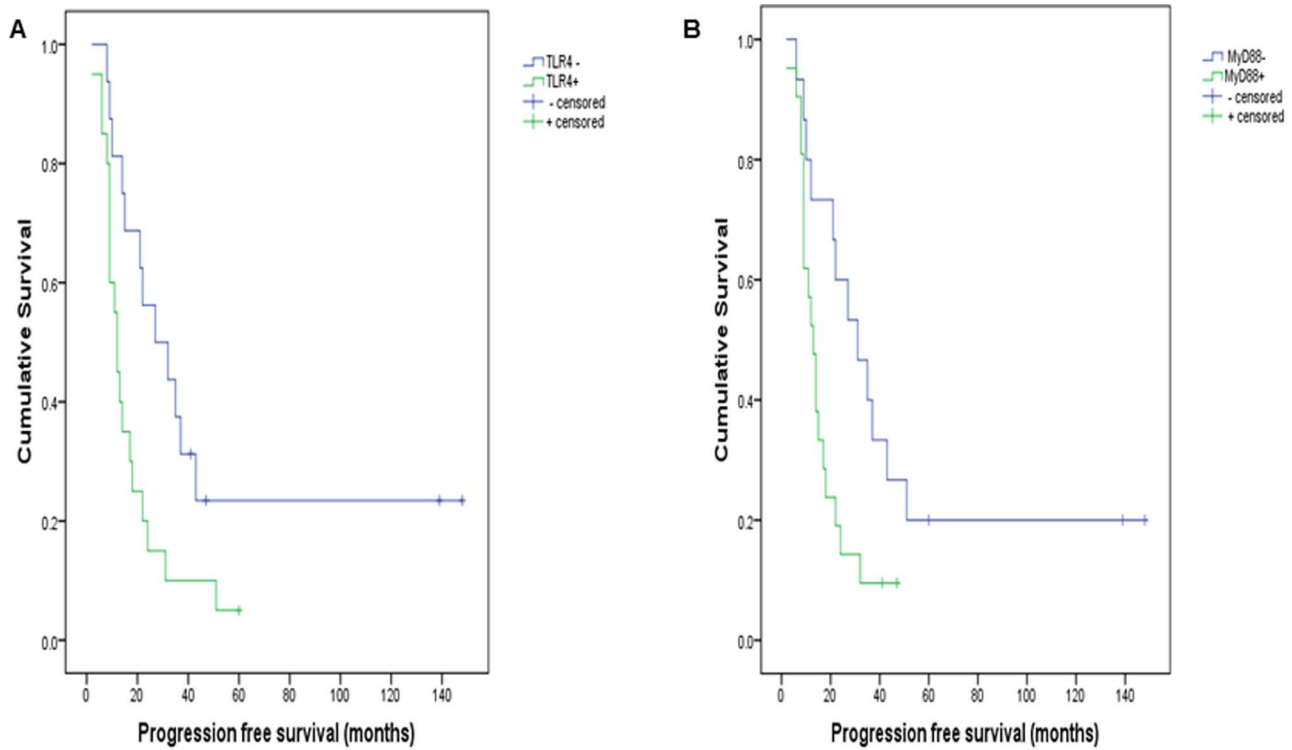 A
1.0
0.8
0.6
0.4
0.2
0.0
Cumulative Survival
0 20 40 60 80 100 120 140
Progression free survival (months)
TLR4 -
TLR4+
- censored
+ censored
B
1.0
0.8
0.6
0.4
0.2
0.0
Cumulative Survival
0 20 40 60 80 100 120 140
Progression free survival (months)
MyD88-
MyD88+
- censored
+ censored